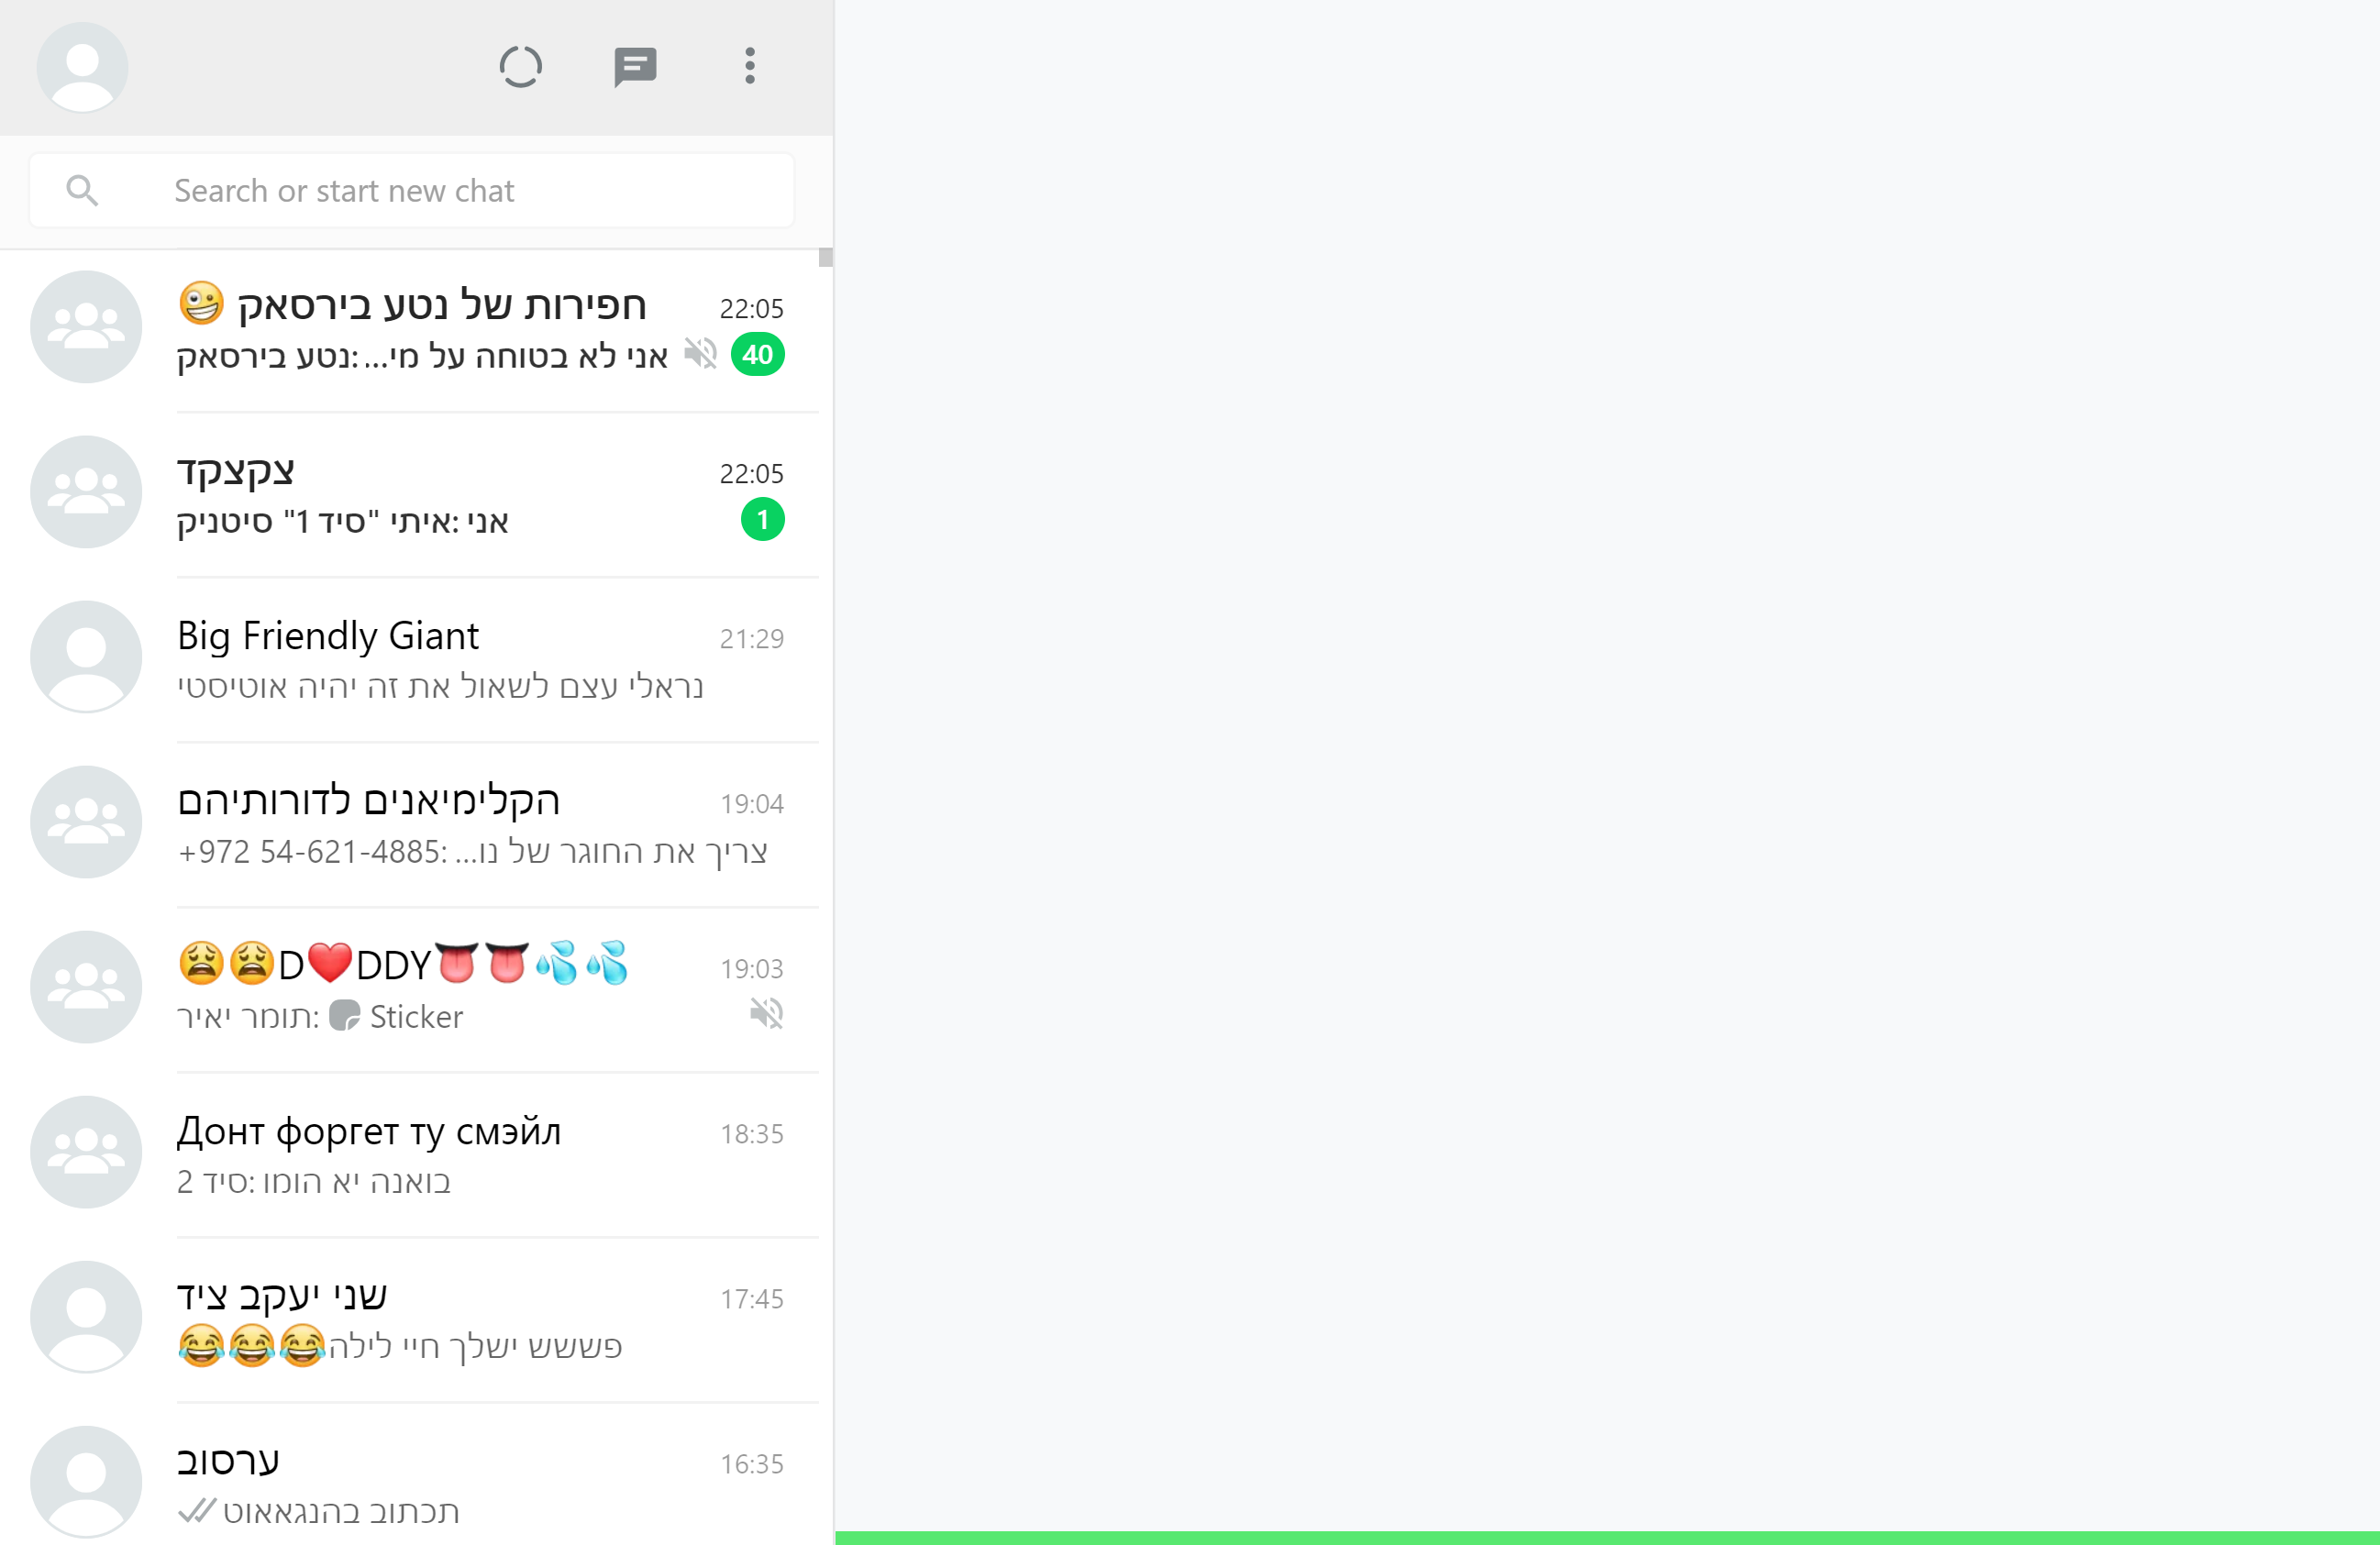 Search or start new chat
חפירות של נטע בירסאק 🤪
22:05
נטע בירסאק: אני לא בטוחה על מי...
40
צקצקד
22:05
איתי "סיד 1" סיטניק: אני
1
Big Friendly Giant
21:29
נראלי עצם לשאול את זה יהיה אוטיסטי
הקלימיאנים לדורותיהם
19:04
+972 54-621-4885: צריך את החוגר של נו...
😩😩D❤️DDY👅👅💦💦
19:03
תומר יאיר: Sticker
Донт форгет ту смэйл
18:35
סיד 2: בואנה יא הומו
שני יעקב ציד
17:45
פששש ישלך חיי לילה😂😂😂
ערסוב
16:35
תכתוב בהנגאאוט